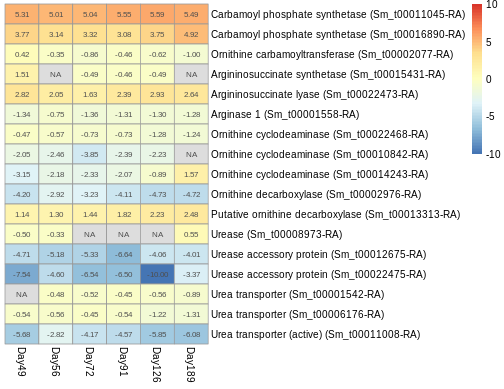 5.31 5.01 5.04 5.55 5.59 5.49 Carbamoyl phosphate synthetase (Sm_t00011045-RA) 10
3.77 3.14 3.32 3.08 3.75 4.92 Carbamoyl phosphate synthetase (Sm_t00016890-RA) 5
0.42 -0.35 -0.86 -0.46 -0.62 -1.00 Ornithine carbamoyltransferase (Sm_t00002077-RA)
1.51 NA -0.49 -0.46 -0.49 NA Argininosuccinate synthetase (Sm_t00015431-RA) 0
2.82 2.05 1.63 2.39 2.93 2.64 Argininosuccinate lyase (Sm_t00022473-RA)
-1.34 -0.75 -1.36 -1.31 -1.30 -1.28 Arginase 1 (Sm_t00001558-RA) -5
-0.47 -0.57 -0.73 -0.73 -1.28 -1.24 Ornithine cyclodeaminase (Sm_t00022468-RA)
-2.05 -2.46 -3.85 -2.39 -2.23 NA Ornithine cyclodeaminase (Sm_t00010842-RA) -10
-3.15 -2.18 -2.33 -2.07 -0.89 1.57 Ornithine cyclodeaminase (Sm_t00014243-RA)
-4.20 -2.92 -3.23 -4.11 -4.73 -4.72 Ornithine decarboxylase (Sm_t00002976-RA)
1.14 1.30 1.44 1.82 2.23 2.48 Putative ornithine decarboxylase (Sm_t00013313-RA)
-0.50 -0.33 NA NA NA 0.55 Urease (Sm_t00008973-RA)
-4.71 -5.18 -5.33 -6.64 -4.06 -4.01 Urease accessory protein (Sm_t00012675-RA)
-7.54 -4.60 -6.54 -6.50 -10.00 -3.37 Urease accessory protein (Sm_t00022475-RA)
NA -0.48 -0.52 -0.45 -0.56 -0.89 Urea transporter (Sm_t00001542-RA)
-0.54 -0.56 -0.45 -0.54 -1.22 -1.31 Urea transporter (Sm_t00006176-RA)
-5.68 -2.82 -4.17 -4.57 -5.85 -6.08 Urea transporter (active) (Sm_t00011008-RA)
Day49 Day56 Day72 Day91 Day126 Day189